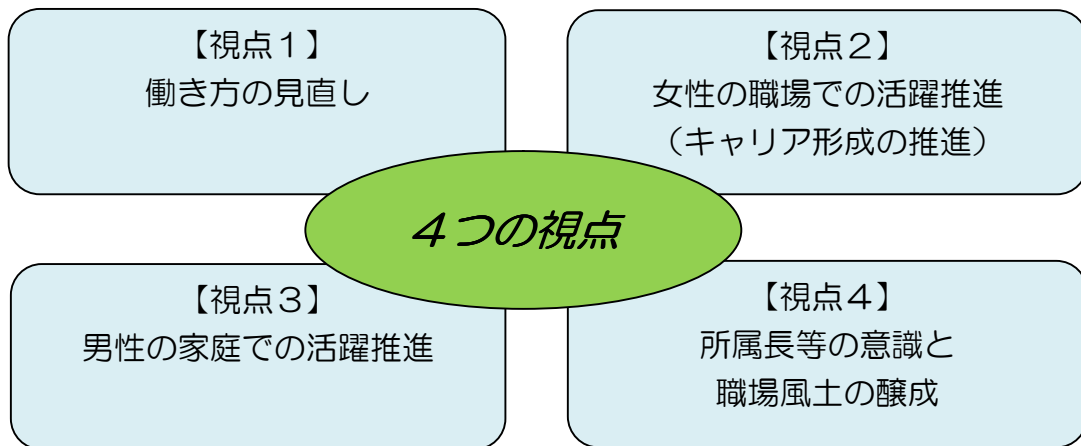 【視点１】
働き方の見直し
【視点２】
女性の職場での活躍推進
（キャリア形成の推進）
４つの視点
【視点３】
男性の家庭での活躍推進
【視点４】
所属長等の意識と
職場風土の醸成